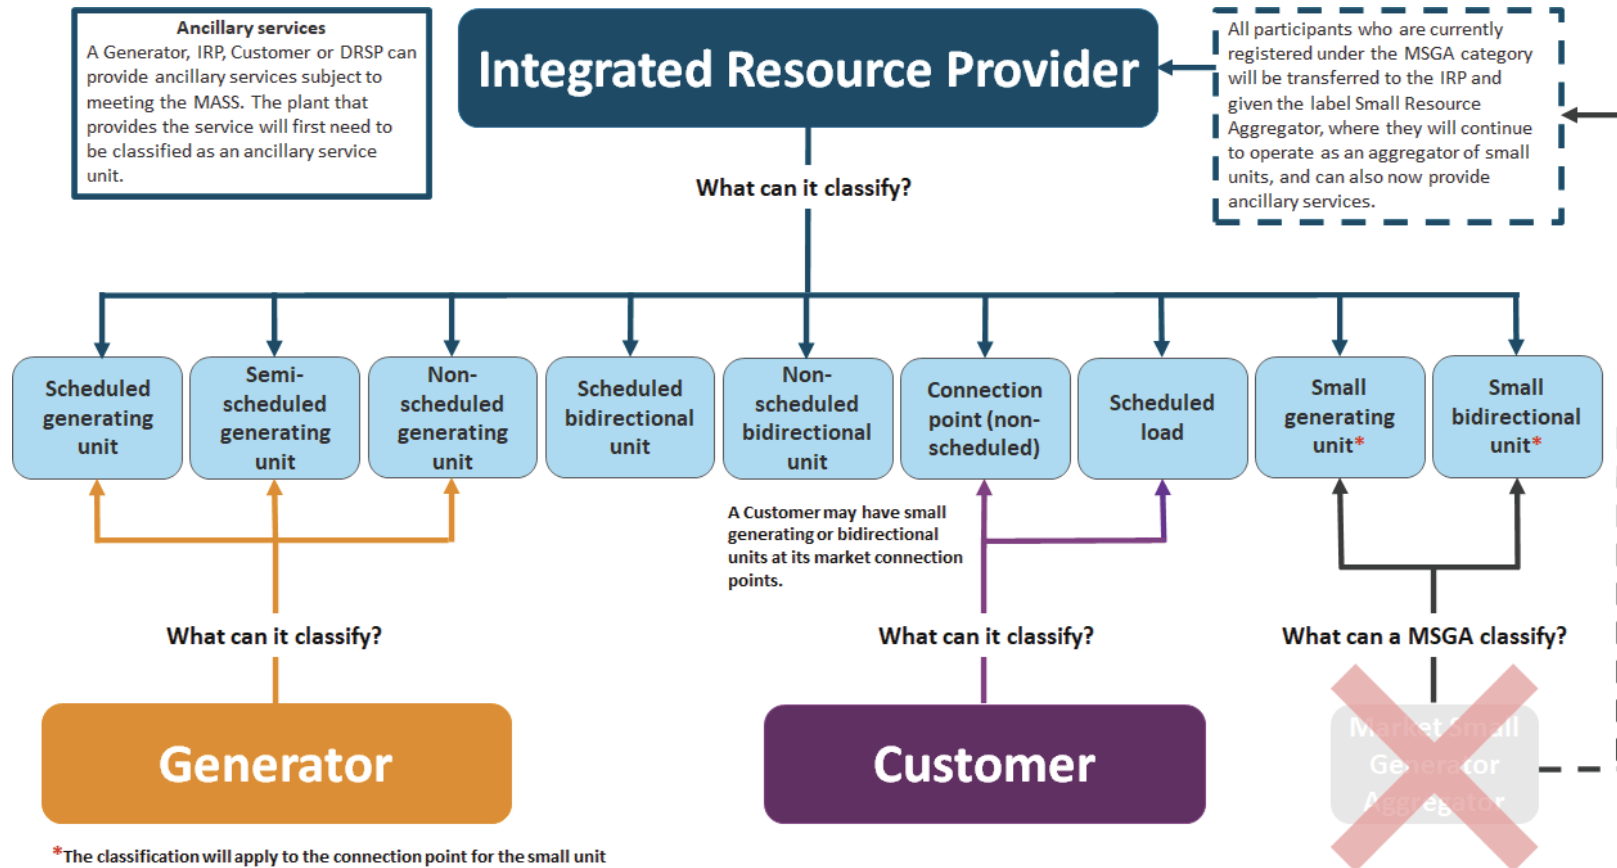 Ancillary services
A Generator, IRP, Customer or DRSP can
provide ancillary services subject to
meeting the MASS. The plant that
provides the service will first need to
be classified as an ancillary service
unit.
Integrated Resource Provider
All participants who are currently
registered under the MSGA category
will be transferred to the IRP and
given the label Small Resource
Aggregator, where they will continue
to operate as an aggregator of small
units, and can also now provide
ancillary services.
What can it classify?
Scheduled
generating
unit
Semi-
scheduled
generating
unit
Non-
scheduled
generating
unit
Scheduled
bidirectional
unit
Non-
scheduled
bidirectional
unit
Connection
point (non-
scheduled)
Scheduled
load
Small
generating
unit*
Small
bidirectional
unit*
A Customer may have small
generating or bidirectional
units at its market connection
points.
What can it classify?
What can it classify?
What can a MSGA classify?
Generator
Customer
Market Small
Generator
Aggregator
*The classification will apply to the connection point for the small unit